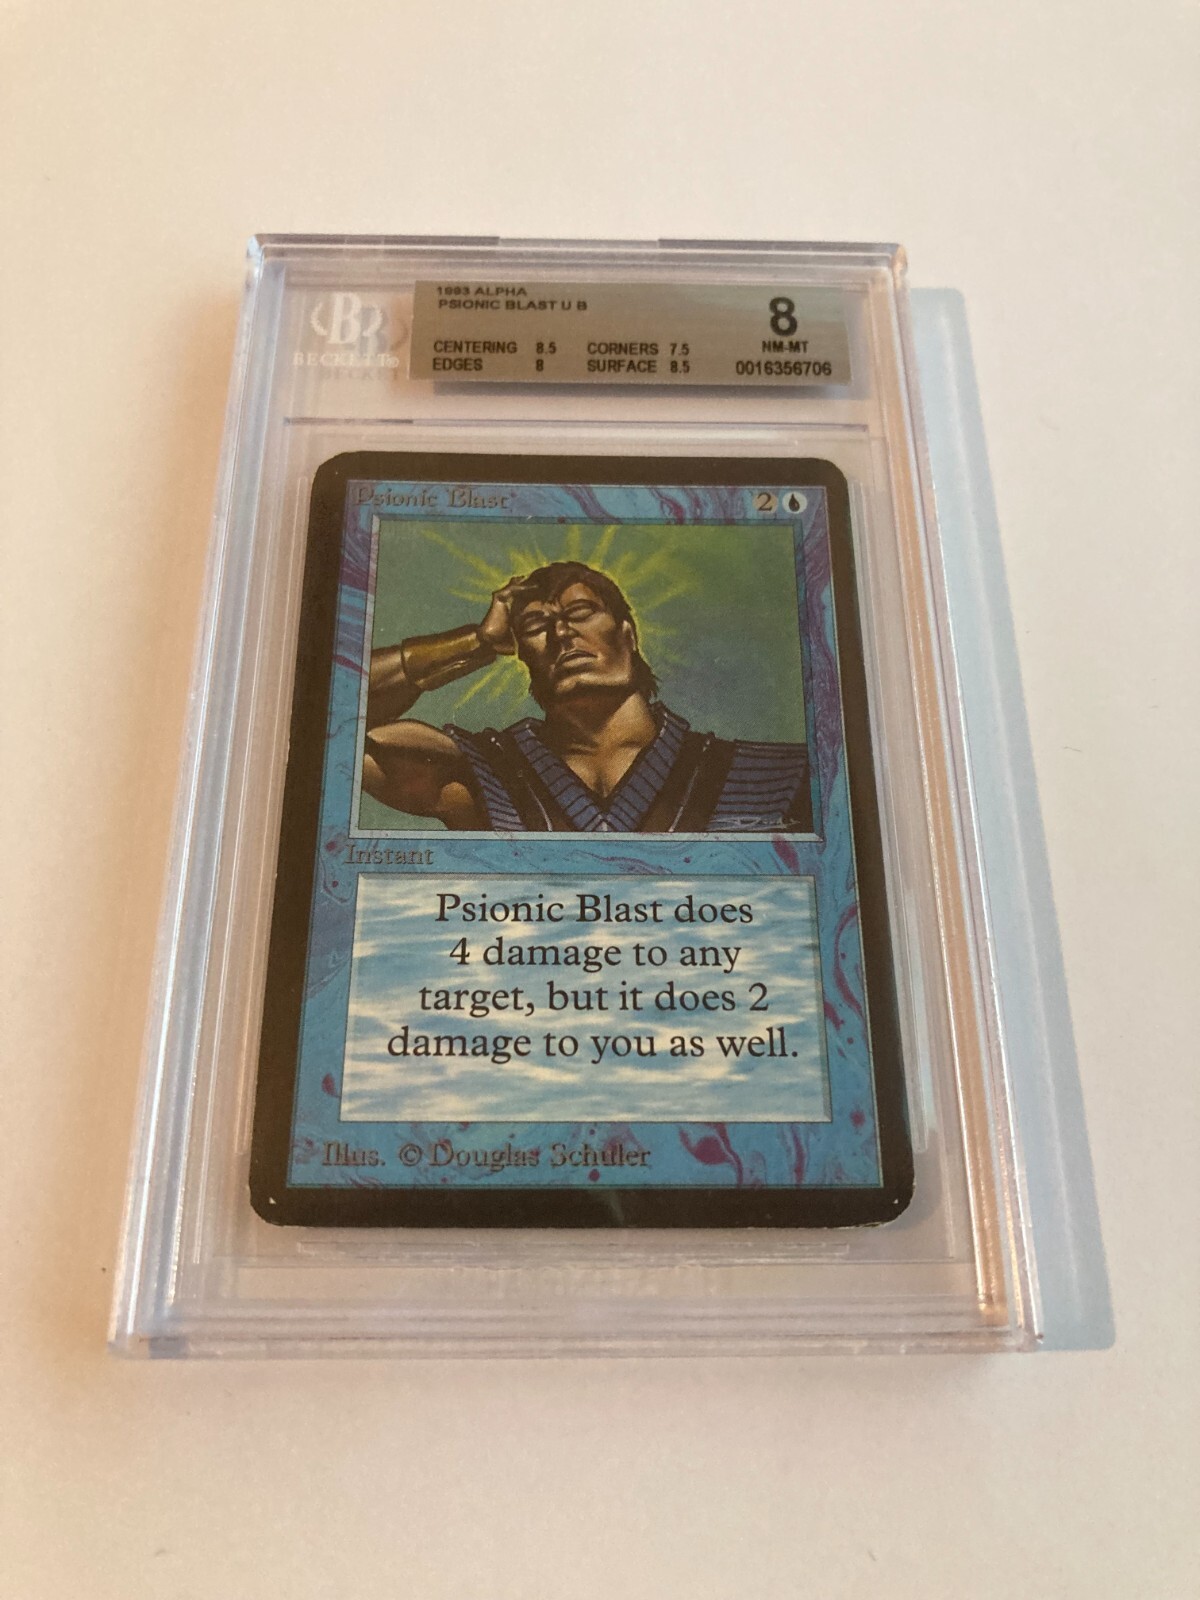 1993 ALPHA
PSIONIC BLAST U B
8
NM-MT
CENTERING 8.5 CORNERS 7.5
EDGES 8 SURFACE 8.5
0016356706
BECKETT®
Psionic Blast
2
Instant
Psionic Blast does
4 damage to any
target, but it does 2
damage to you as well.
Illus. © Douglas Schuler